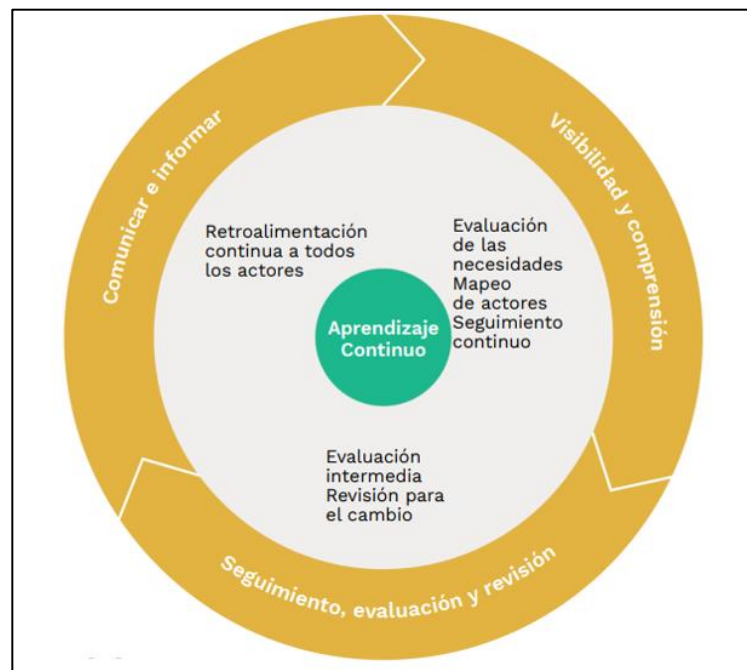 Comunicar e informar
Visibilidad y comprensión
Retroalimentación
continua a todos
los actores
Evaluación
de las
necesidades
Mapeo
de actores
Seguimiento
continuo
Aprendizaje
Continuo
Evaluación
intermedia
Revisión para
el cambio
Seguimiento, evaluación y revisión